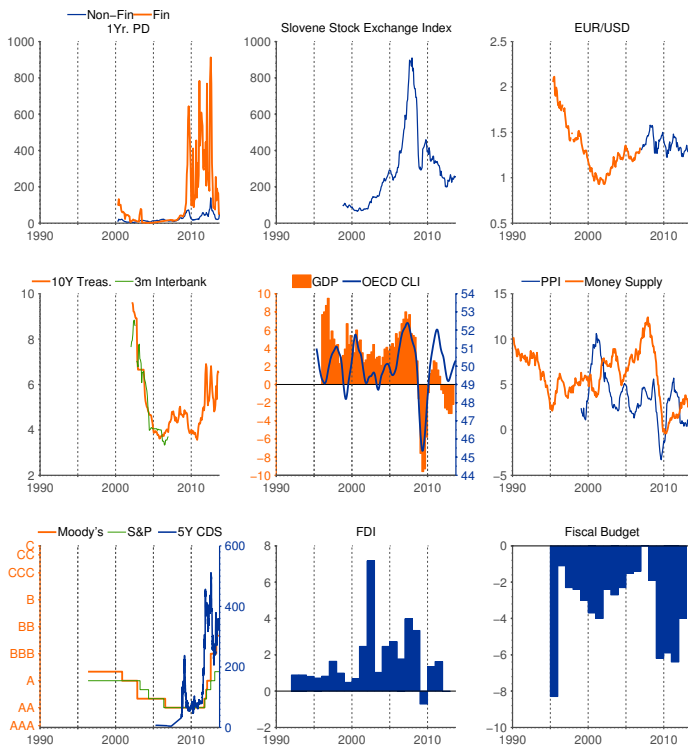 Non−Fin Fin
1Yr. PD
1000
800
600
400
200
0
1990 2000 2010
Slovene Stock Exchange Index
1000
800
600
400
200
0
1990 2000 2010
EUR/USD
2.5
2
1.5
1
0.5
1990 2000 2010
10Y Treas. 3m Interbank
10
8
6
4
2
1990 2000 2010
GDP OECD CLI
10 54
8 53
6 52
4 51
2 50
0 49
−2 48
−4 47
−6 46
−8 45
−10 44
1990 2000 2010
PPI Money Supply
15
10
5
0
−5
1990 2000 2010
Moody's S&P 5Y CDS
C 600
CC
CCC
400
B
BB
BBB 200
A
AA
AAA 0
1990 2000 2010
FDI
8
6
4
2
0
−2
1990 2000 2010
Fiscal Budget
0
−2
−4
−6
−8
−10
1990 2000 2010